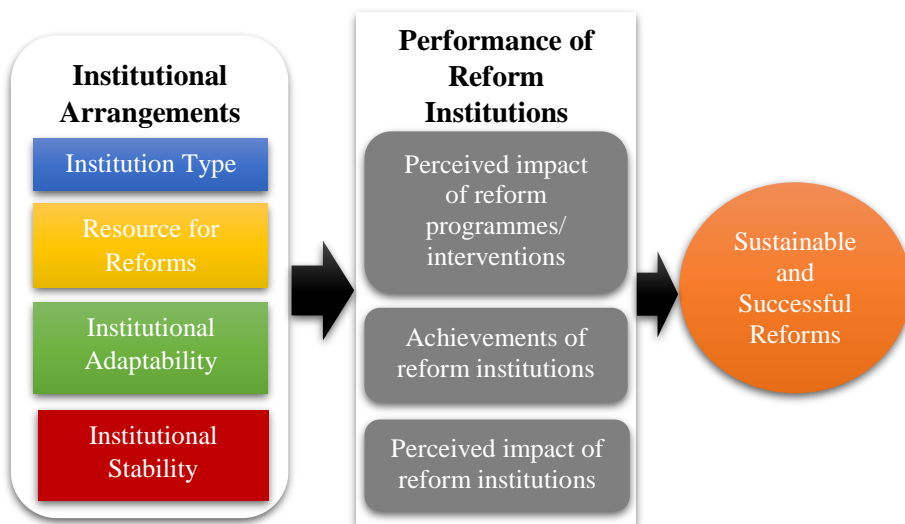 Institutional
Arrangements
Institution Type
Resource for
Reforms
Institutional
Adaptability
Institutional
Stability
Performance of
Reform
Institutions
Perceived impact
of reform
programmes/
interventions
Achievements of
reform institutions
Perceived impact of
reform institutions
Sustainable
and
Successful
Reforms